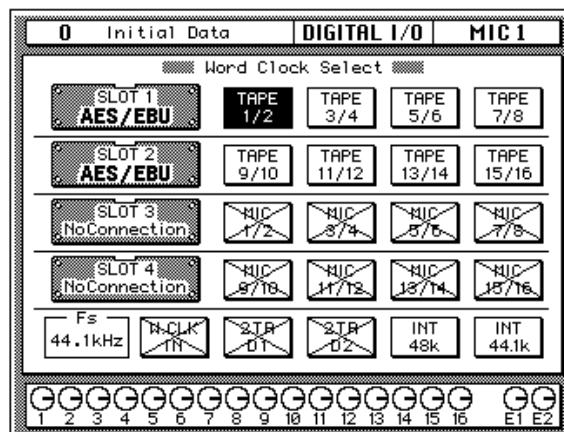 0 Initial Data DIGITAL I/O MIC 1
Word Clock Select
SLOT 1
AES/EBU
TAPE 1/2
TAPE 3/4
TAPE 5/6
TAPE 7/8
SLOT 2
AES/EBU
TAPE 9/10
TAPE 11/12
TAPE 13/14
TAPE 15/16
SLOT 3
NoConnection
MIC 1/2
MIC 3/4
MIC 5/6
MIC 7/8
SLOT 4
NoConnection
MIC 9/10
MIC 11/12
MIC 13/14
MIC 15/16
Fs
44.1kHz
W.CLK IN
2TR D1
2TR D2
INT 48k
INT 44.1k
1 2 3 4 5 6 7 8 9 10 11 12 13 14 15 16 E1 E2